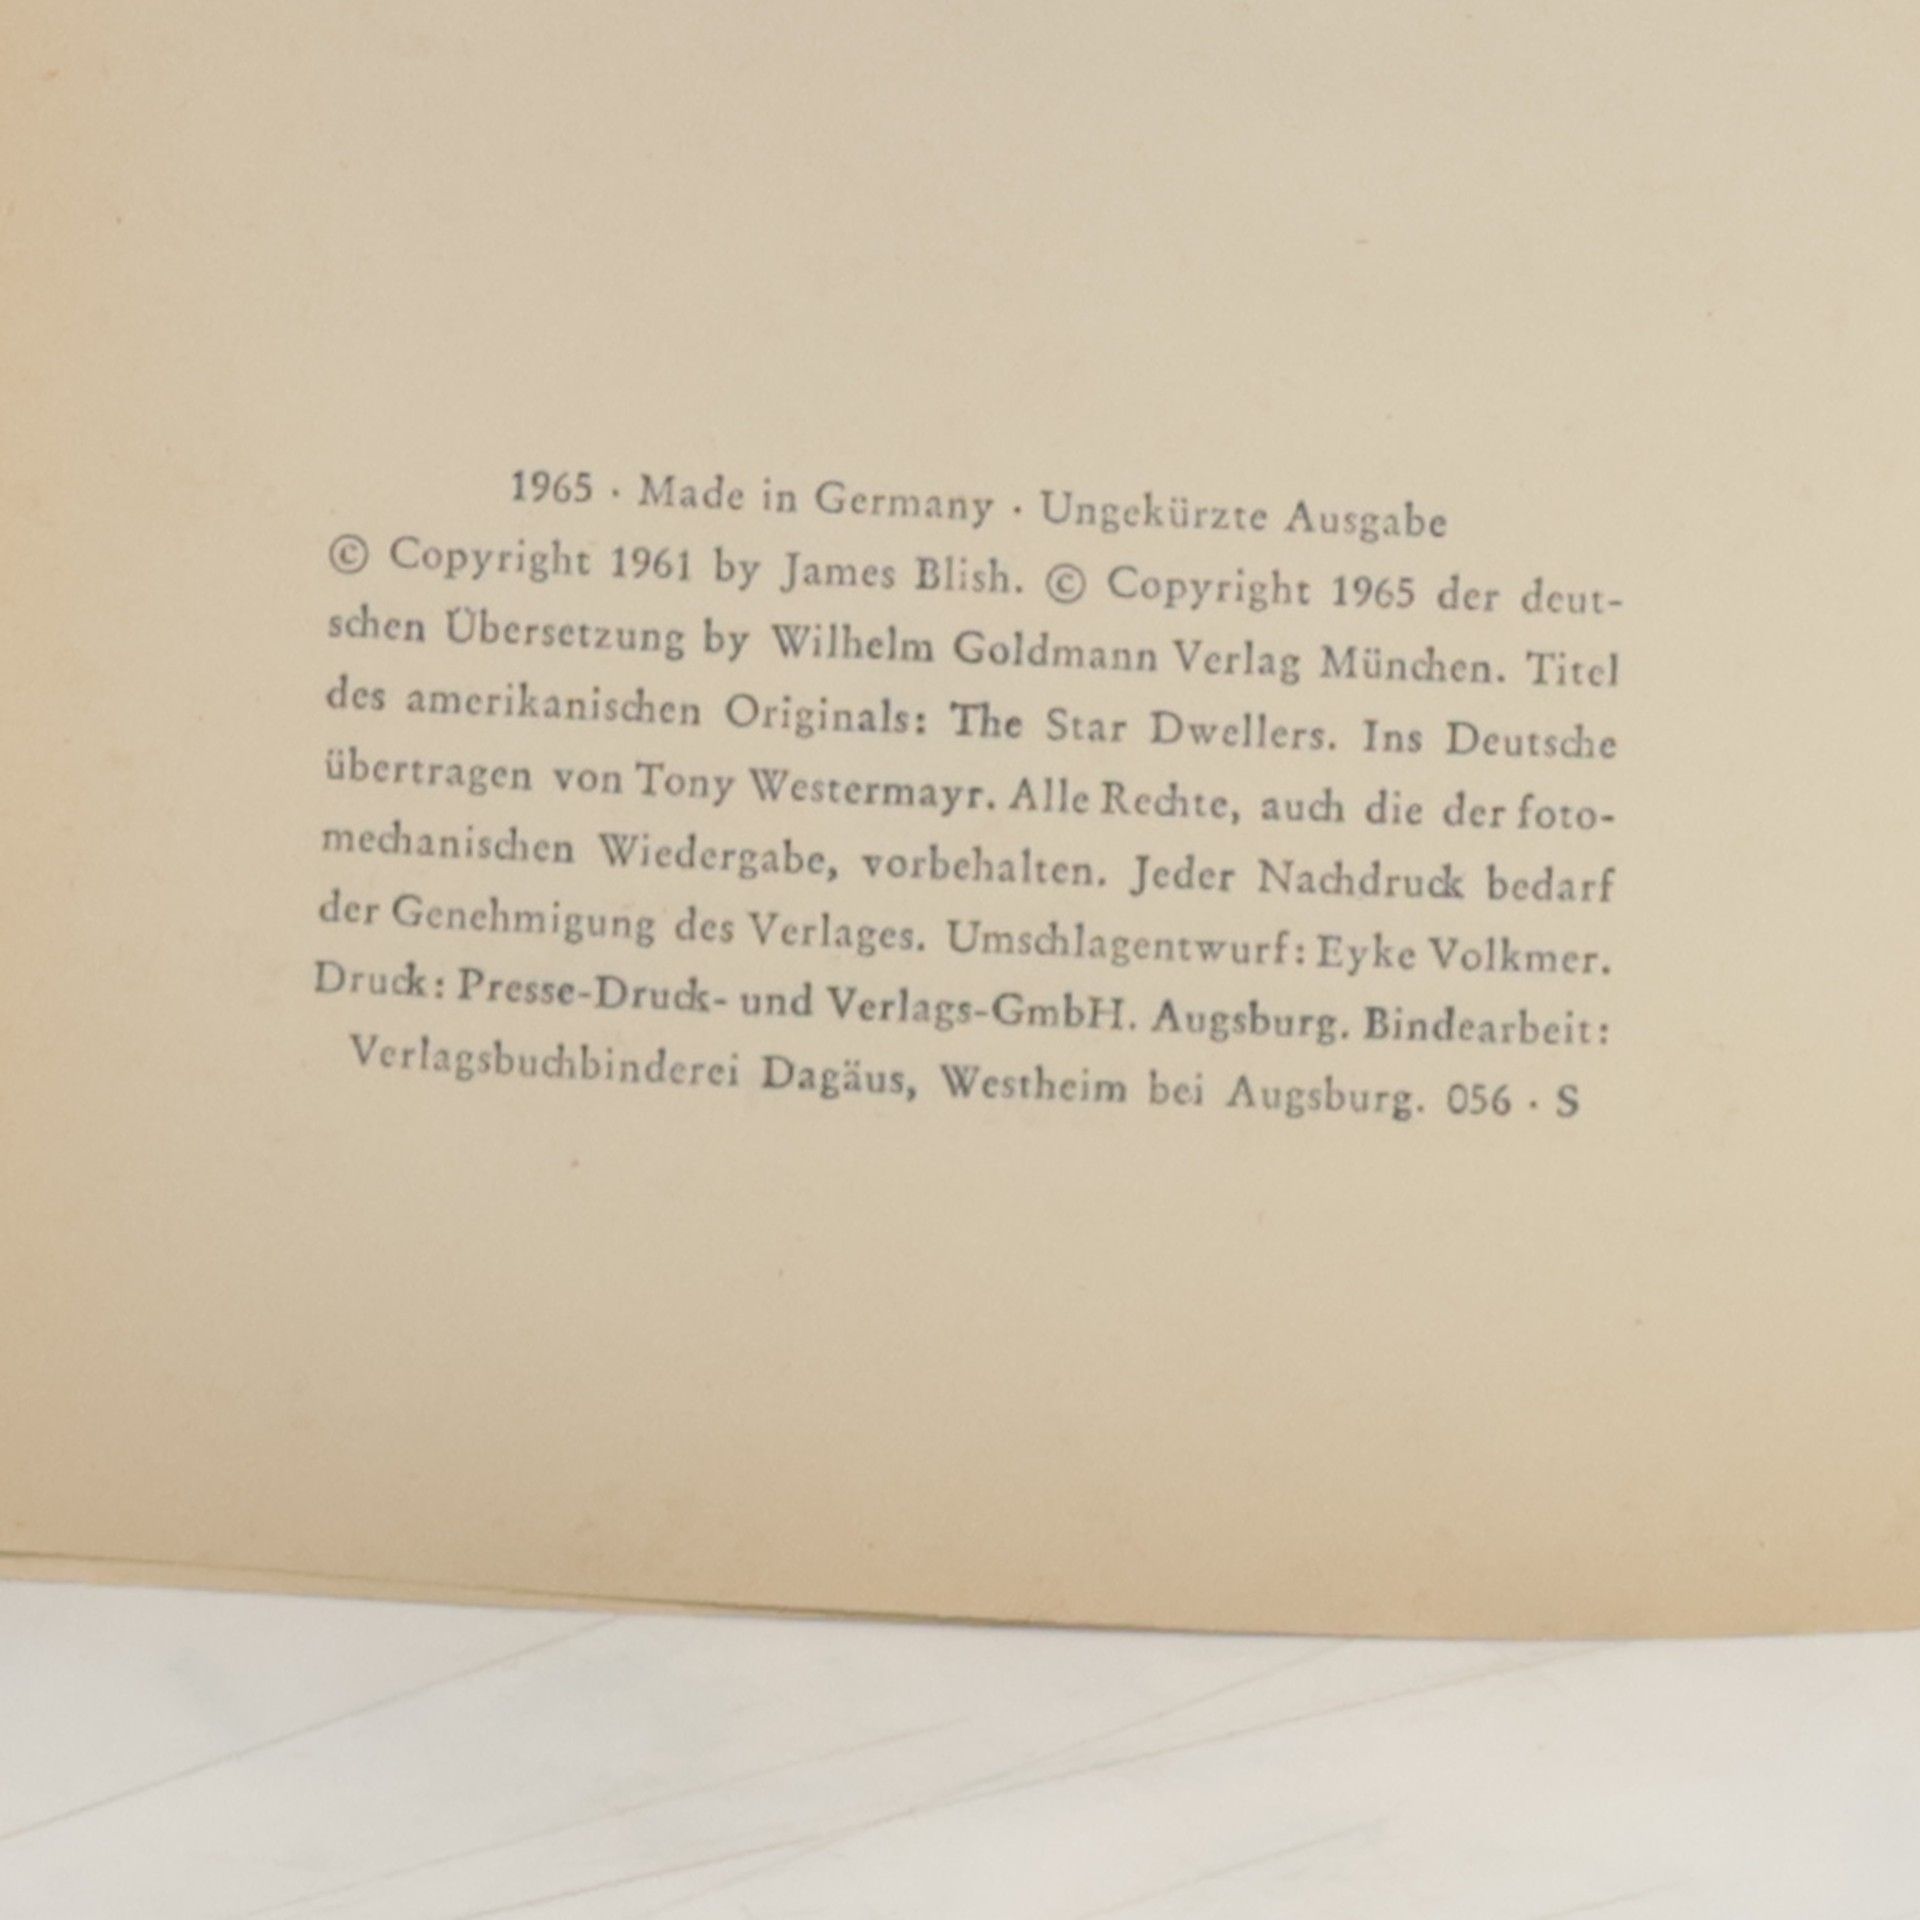 1965 · Made in Germany · Ungekürzte Ausgabe
© Copyright 1961 by James Blish. © Copyright 1965 der deut-
schen Übersetzung by Wilhelm Goldmann Verlag München. Titel
des amerikanischen Originals: The Star Dwellers. Ins Deutsche
übertragen von Tony Westermayr. Alle Rechte, auch die der foto-
mechanischen Wiedergabe, vorbehalten. Jeder Nachdruck bedarf
der Genehmigung des Verlages. Umschlagentwurf: Eyke Volkmer.
Druck: Presse-Druck- und Verlags-GmbH. Augsburg. Bindearbeit:
Verlagsbuchbinderei Dagäus, Westheim bei Augsburg. 056 · S